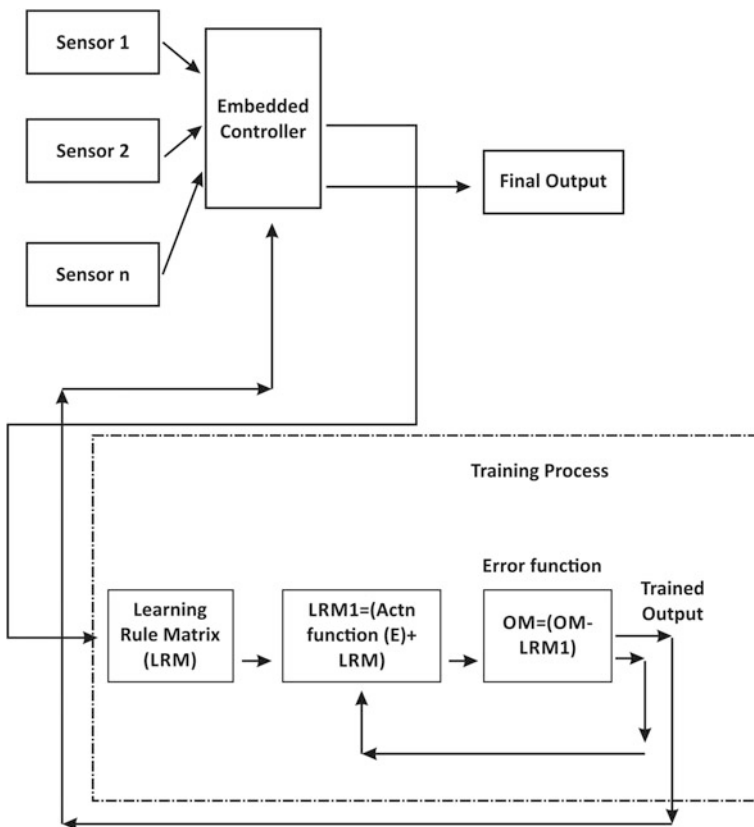 Sensor 1
Sensor 2
Sensor n
Embedded
Controller
Final Output
Training Process
Learning
Rule Matrix
(LRM)
LRM1=(Actn
function (E)+
LRM)
Error function
OM=(OM-
LRM1)
Trained
Output